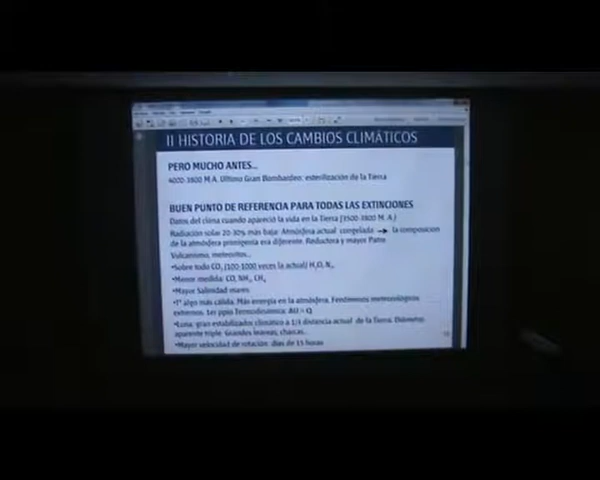 II HISTORIA DE LOS CAMBIOS CLIMÁTICOS
PERO MUCHO ANTES...
4000-3800 M.A. Ultimo Gran Bombardeo: esterilización de la Tierra
BUEN PUNTO DE REFERENCIA PARA TODAS LAS EXTINCIONES
Datos del clima cuando apareció la vida en la Tierra (3500-3800 M. A.)
Radiación solar 20-30% más baja: Atmósfera actual congelada → la composición
de la atmósfera primigenia era diferente. Reductora y mayor Patm
Vulcanismo, meteoritos...
•Sobre todo CO₂ (100-1000 veces la actual) H₂O, N₂,
•Menor medida: CO, NH₃, CH₄
•Mayor Salinidad mares
•Tª algo más cálida. Más energía en la atmósfera. Fenómenos meteorológicos
extremos. 1er ppio Termodinámica: ΔU = Q
•Luna: gran estabilizador climático a 1/3 distancia actual de la Tierra. Diámetro
aparente triple. Grandes mareas, charcas.
•Mayor velocidad de rotación: días de 15 horas